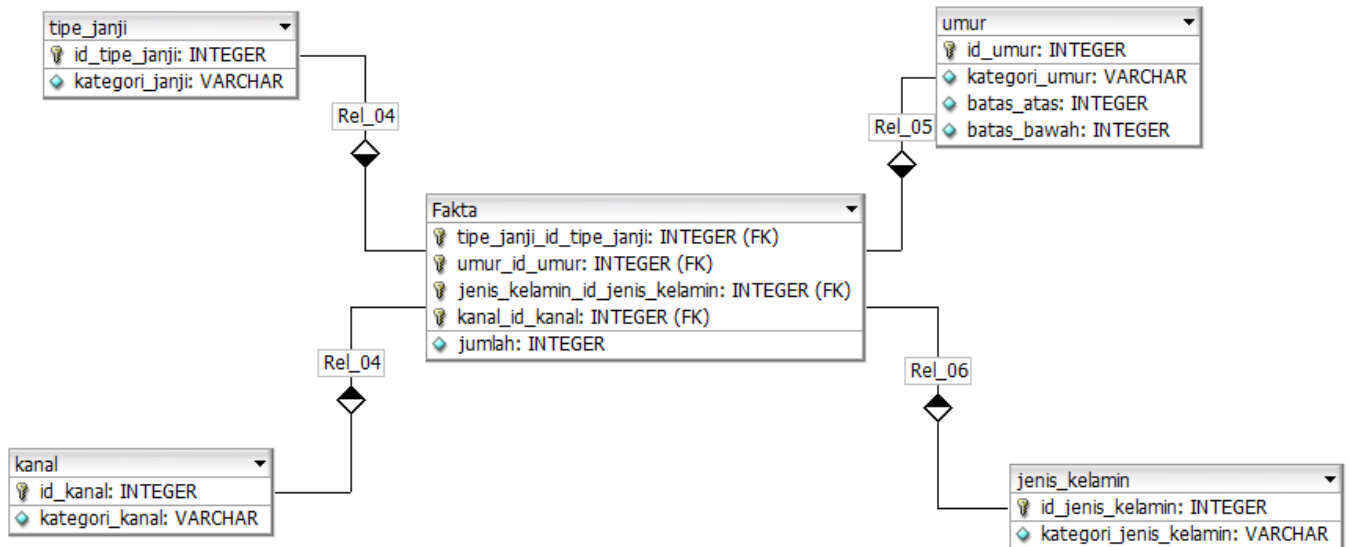 tipe_janji
id_tipe_janji: INTEGER
kategori_janji: VARCHAR
umur
id_umur: INTEGER
kategori_umur: VARCHAR
batas_atas: INTEGER
batas_bawah: INTEGER
Rel_04
Rel_05
Fakta
tipe_janji_id_tipe_janji: INTEGER (FK)
umur_id_umur: INTEGER (FK)
jenis_kelamin_id_jenis_kelamin: INTEGER (FK)
kanal_id_kanal: INTEGER (FK)
jumlah: INTEGER
Rel_04
Rel_06
kanal
id_kanal: INTEGER
kategori_kanal: VARCHAR
jenis_kelamin
id_jenis_kelamin: INTEGER
kategori_jenis_kelamin: VARCHAR